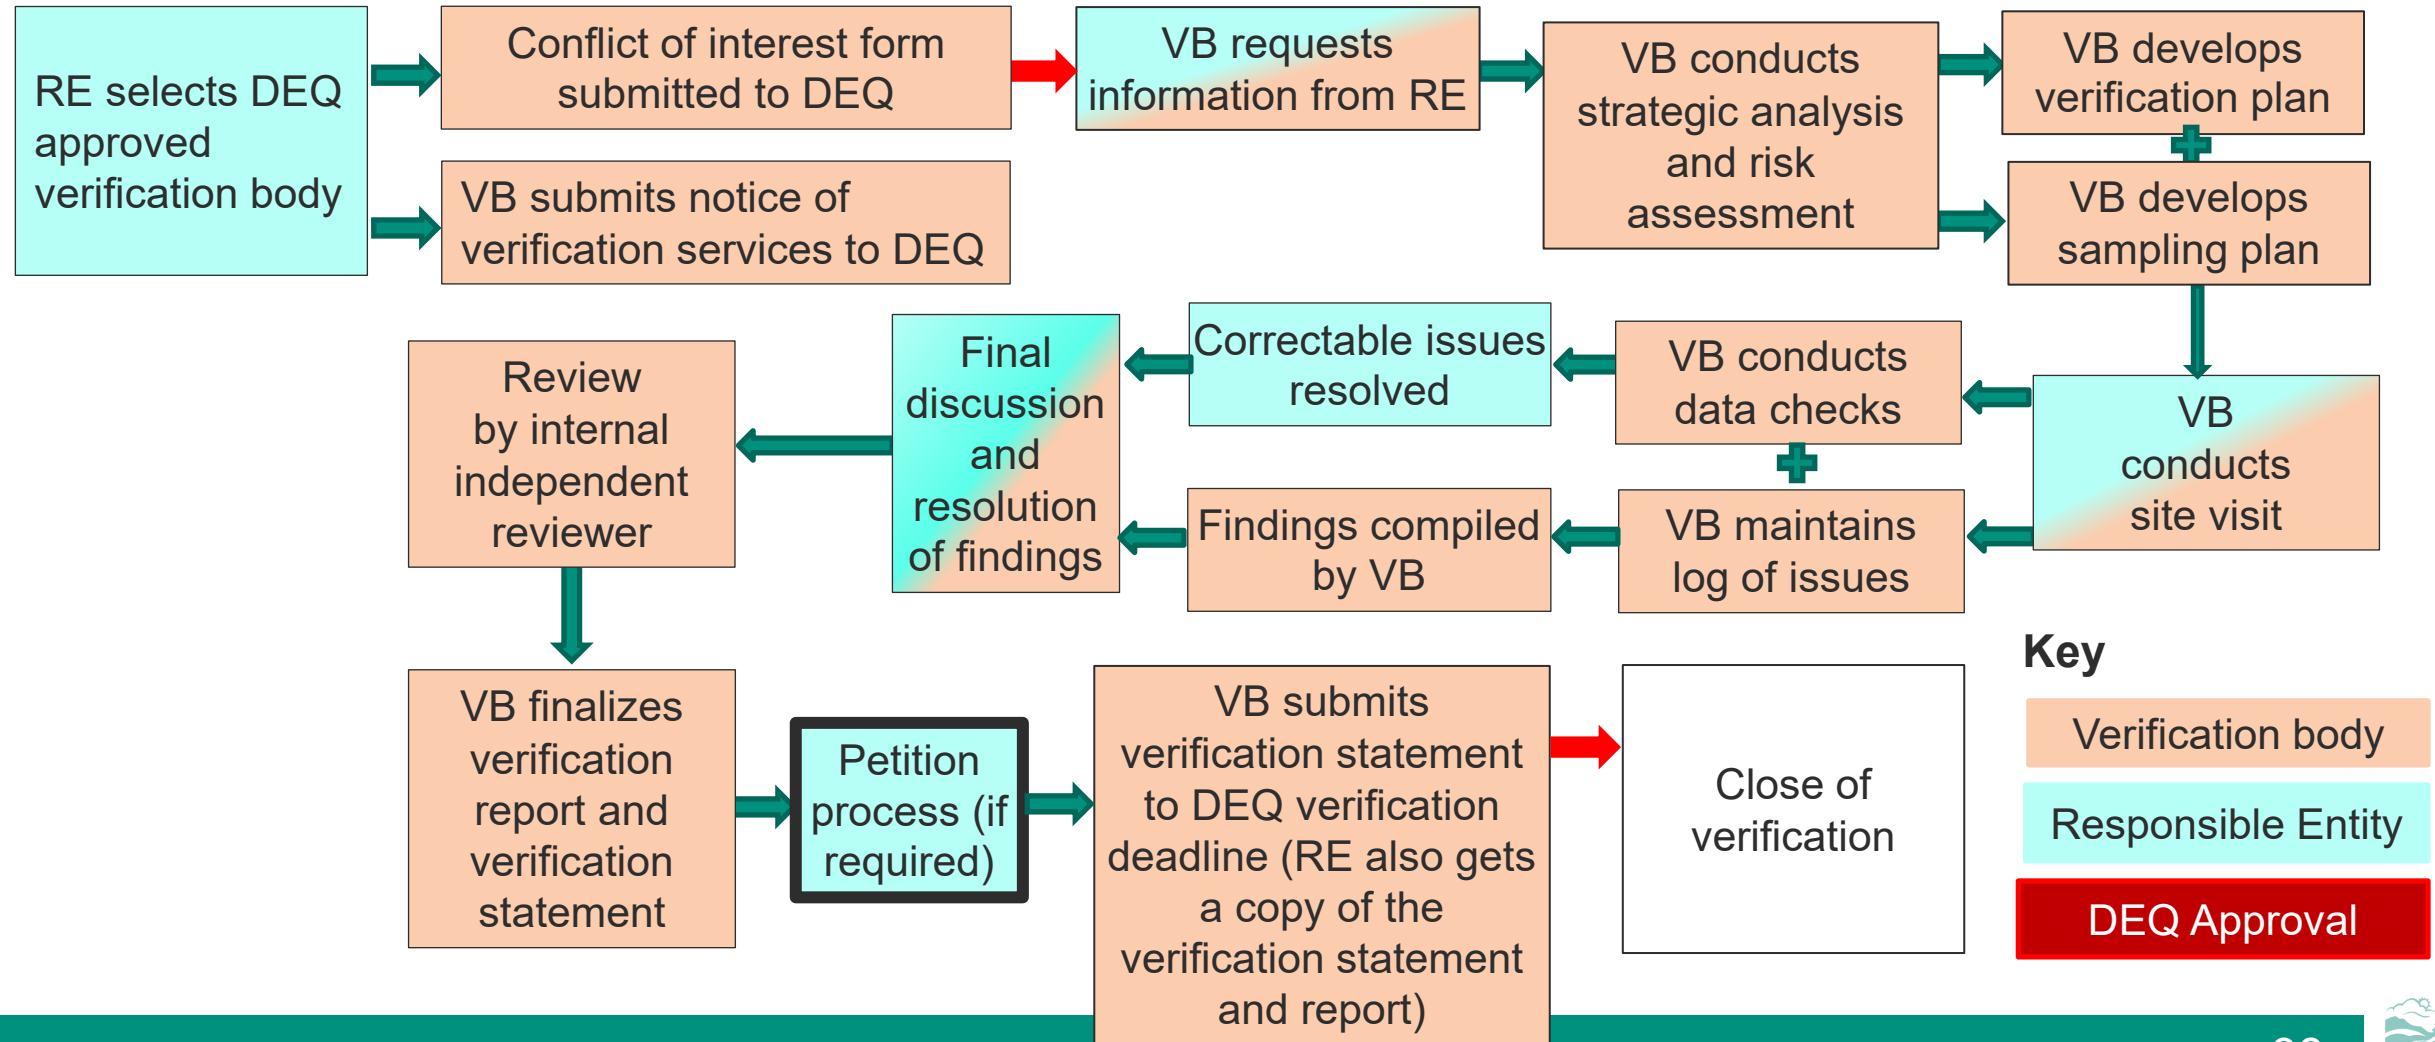 RE selects DEQ
approved
verification body
Conflict of interest form
submitted to DEQ
VB submits notice of
verification services to DEQ
VB requests
information from RE
VB conducts
strategic analysis
and risk
assessment
VB develops
verification plan
VB develops
sampling plan
VB
conducts
site visit
VB conducts
data checks
VB maintains
log of issues
Correctable issues
resolved
Findings compiled
by VB
Final
discussion
and
resolution
of findings
Review
by internal
independent
reviewer
VB finalizes
verification
report and
verification
statement
Petition
process (if
required)
VB submits
verification statement
to DEQ verification
deadline (RE also gets
a copy of the
verification statement
and report)
Close of
verification
Key
Verification body
Responsible Entity
DEQ Approval